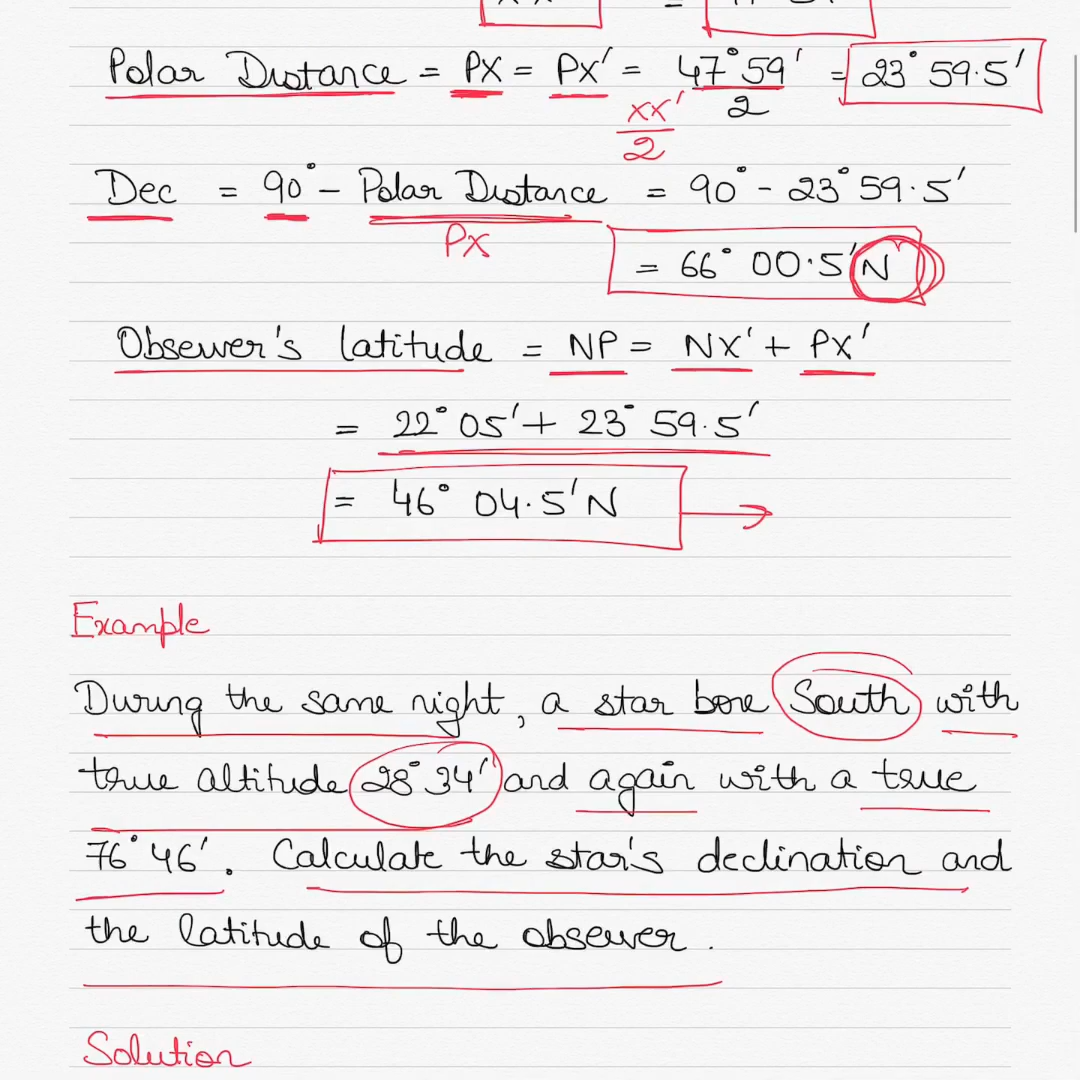 Polar Distance = PX = PX' = 47° 59' / 2 = 23° 59.5'
XX' / 2
Dec = 90° - Polar Distance = 90° - 23° 59.5'
PX
= 66° 00.5' N
Observer's latitude = NP = NX' + PX'
= 22° 05' + 23° 59.5'
= 46° 04.5' N
Example
During the same night, a star bore South with
true altitude 28° 34' and again with a true
76° 46'. Calculate the star's declination and
the latitude of the observer.
Solution